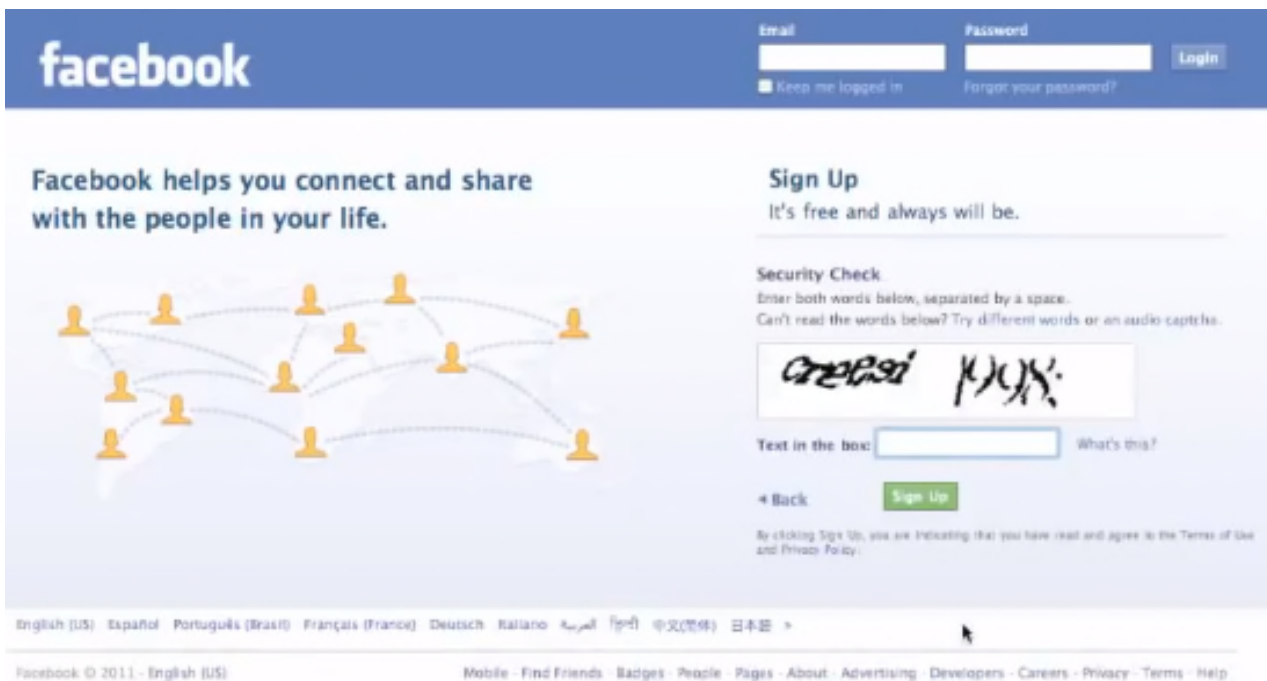 facebook
Email
Password
Login
Keep me logged in
Forgot your password?
Facebook helps you connect and share
with the people in your life.
Sign Up
It's free and always will be.
Security Check
Enter both words below, separated by a space.
Can't read the words below? Try different words or an audio captcha.
Text in the box:
What's this?
Back
Sign Up
By clicking Sign Up, you are indicating that you have read and agree to the Terms of Use
and Privacy Policy.
English (US) Español Português (Brasil) Français (France) Deutsch Italiano العربية हिन्दी 中文(简体) 日本語 »
Facebook © 2011 - English (US)
Mobile - Find Friends - Badges - People - Pages - About - Advertising - Developers - Careers - Privacy - Terms - Help